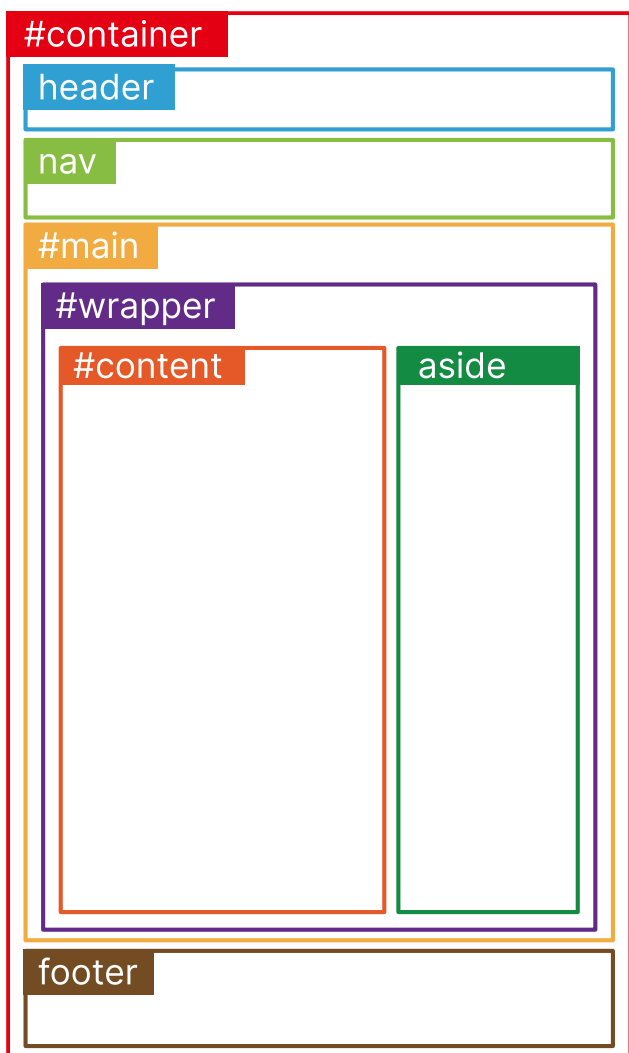 #container
header
nav
#main
#wrapper
#content
aside
footer